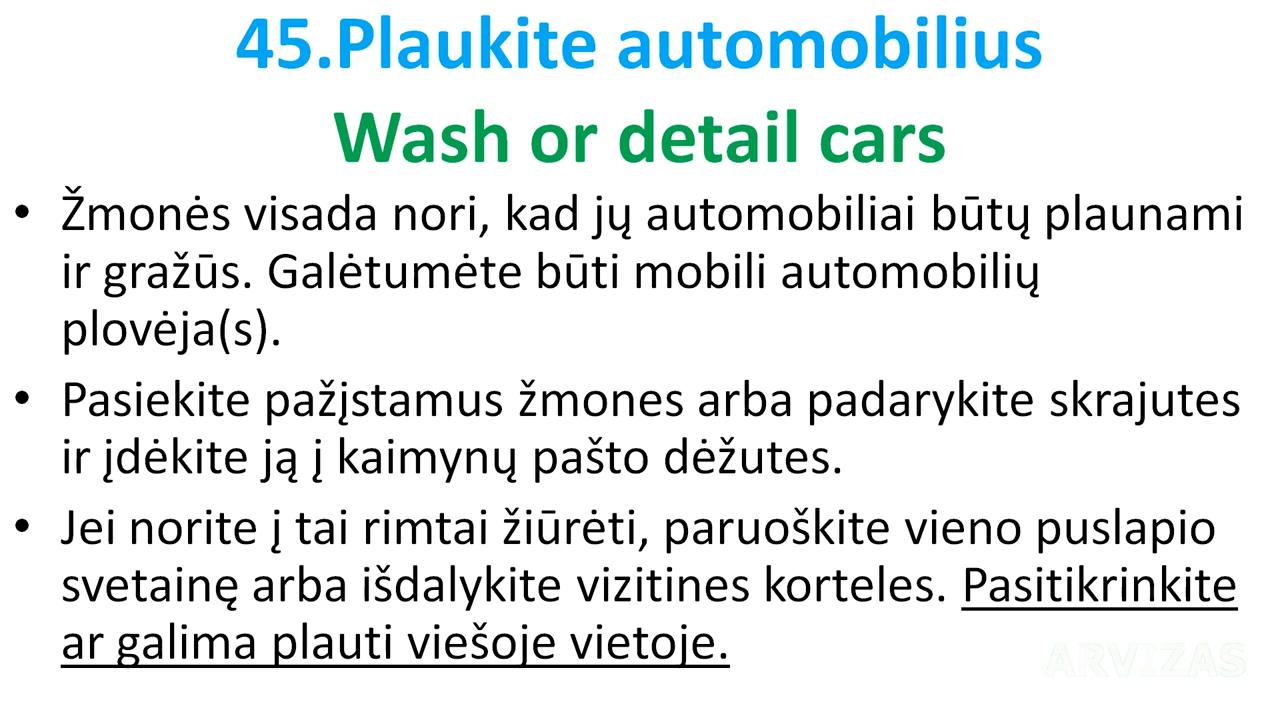 45.Plaukite automobilius
Wash or detail cars
• Žmonės visada nori, kad jų automobiliai būtų plaunami
ir gražūs. Galėtumėte būti mobili automobilių
plovėja(s).
• Pasiekite pažįstamus žmones arba padarykite skrajutes
ir įdėkite ją į kaimynų pašto dėžutes.
• Jei norite į tai rimtai žiūrėti, paruoškite vieno puslapio
svetainę arba išdalykite vizitines korteles. Pasitikrinkite
ar galima plauti viešoje vietoje.
ARVIZAS